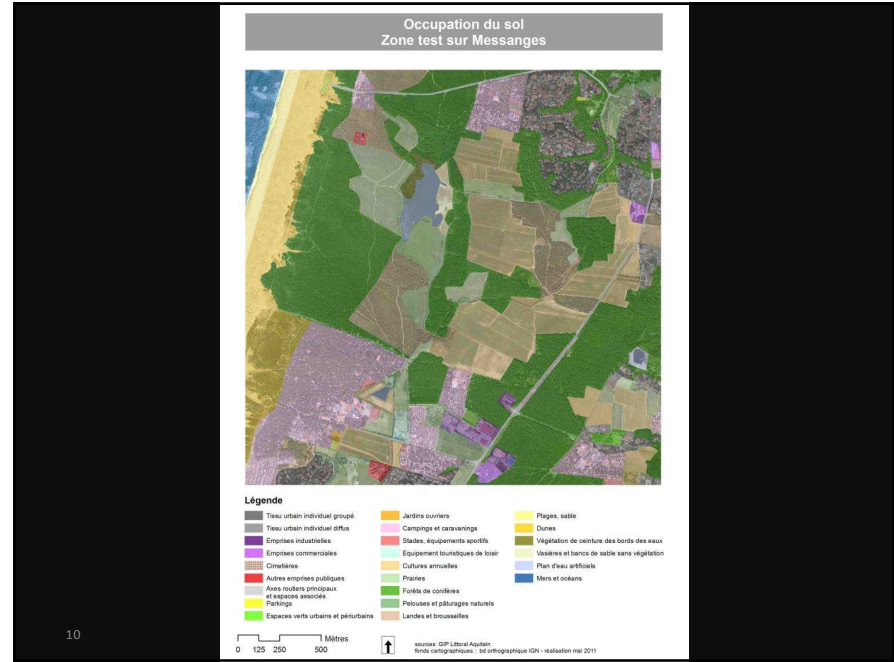 Occupation du sol
Zone test sur Messanges
Légende
Tissu urbain individuel groupé
Tissu urbain individuel diffus
Emprises industrielles
Emprises commerciales
Cimetières
Autres emprises publiques
Axes routiers principaux
et espaces associés
Parkings
Espaces verts urbains et périurbains
Jardins ouvriers
Campings et caravanings
Stades, équipements sportifs
Equipement touristiques de loisir
Cultures annuelles
Prairies
Forêts de conifères
Pelouses et pâturages naturels
Landes et broussailles
Plages, sable
Dunes
Végétation de ceinture des bords des eaux
Vasières et bancs de sable sans végétation
Plan d'eau artificiels
Mers et océans
Mètres
0 125 250 500
sources: GIP Littoral Aquitain
fonds cartographiques : bd orthographique IGN - réalisation mai 2011
10